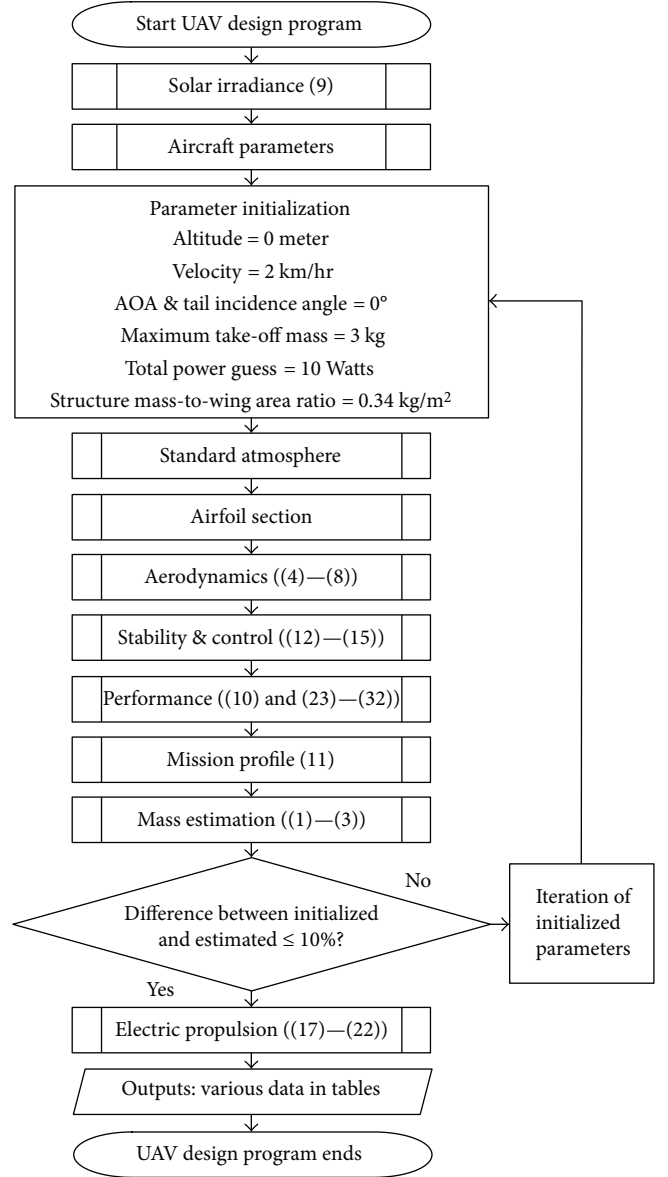 Start UAV design program
Solar irradiance (9)
Aircraft parameters
Parameter initialization
Altitude = 0 meter
Velocity = 2 km/hr
AOA & tail incidence angle = 0°
Maximum take-off mass = 3 kg
Total power guess = 10 Watts
Structure mass-to-wing area ratio = 0.34 kg/m²
Standard atmosphere
Airfoil section
Aerodynamics ((4)—(8))
Stability & control ((12)—(15))
Performance ((10) and (23)—(32))
Mission profile (11)
Mass estimation ((1)—(3))
No
Difference between initialized
and estimated ≤ 10%?
Iteration of
initialized
parameters
Yes
Electric propulsion ((17)—(22))
Outputs: various data in tables
UAV design program ends